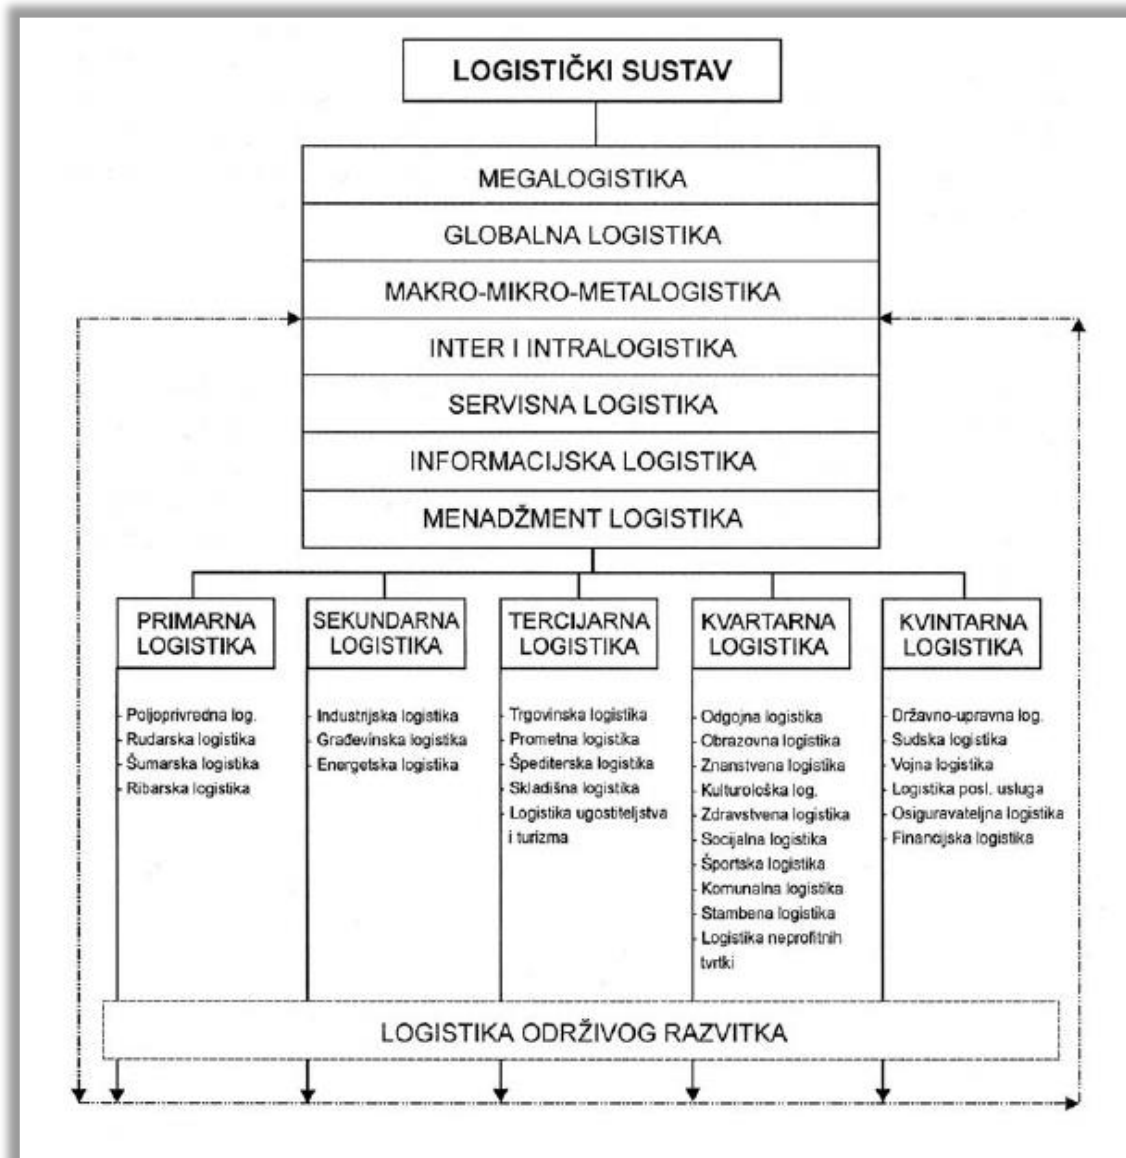 LOGISTIČKI SUSTAV
MEGALOGISTIKA
GLOBALNA LOGISTIKA
MAKRO-MIKRO-METALOGISTIKA
INTER I INTRALOGISTIKA
SERVISNA LOGISTIKA
INFORMACIJSKA LOGISTIKA
MENADŽMENT LOGISTIKA
PRIMARNA
LOGISTIKA
- Poljoprivredna log.
- Rudarska logistika
- Šumarska logistika
- Ribarska logistika
SEKUNDARNA
LOGISTIKA
- Industrijska logistika
- Građevinska logistika
- Energetska logistika
TERCIJARNA
LOGISTIKA
- Trgovinska logistika
- Prometna logistika
- Špediterska logistika
- Skladišna logistika
- Logistika ugostiteljstva
i turizma
KVARTARNA
LOGISTIKA
- Odgojna logistika
- Obrazovna logistika
- Znanstvena logistika
- Kulturološka log.
- Zdravstvena logistika
- Socijalna logistika
- Športska logistika
- Komunalna logistika
- Stambena logistika
- Logistika neprofitnih
tvrtki
KVINTARNA
LOGISTIKA
- Državno-upravna log.
- Sudska logistika
- Vojna logistika
- Logistika posl. usluga
- Osiguravateljna logistika
- Financijska logistika
LOGISTIKA ODRŽIVOG RAZVITKA